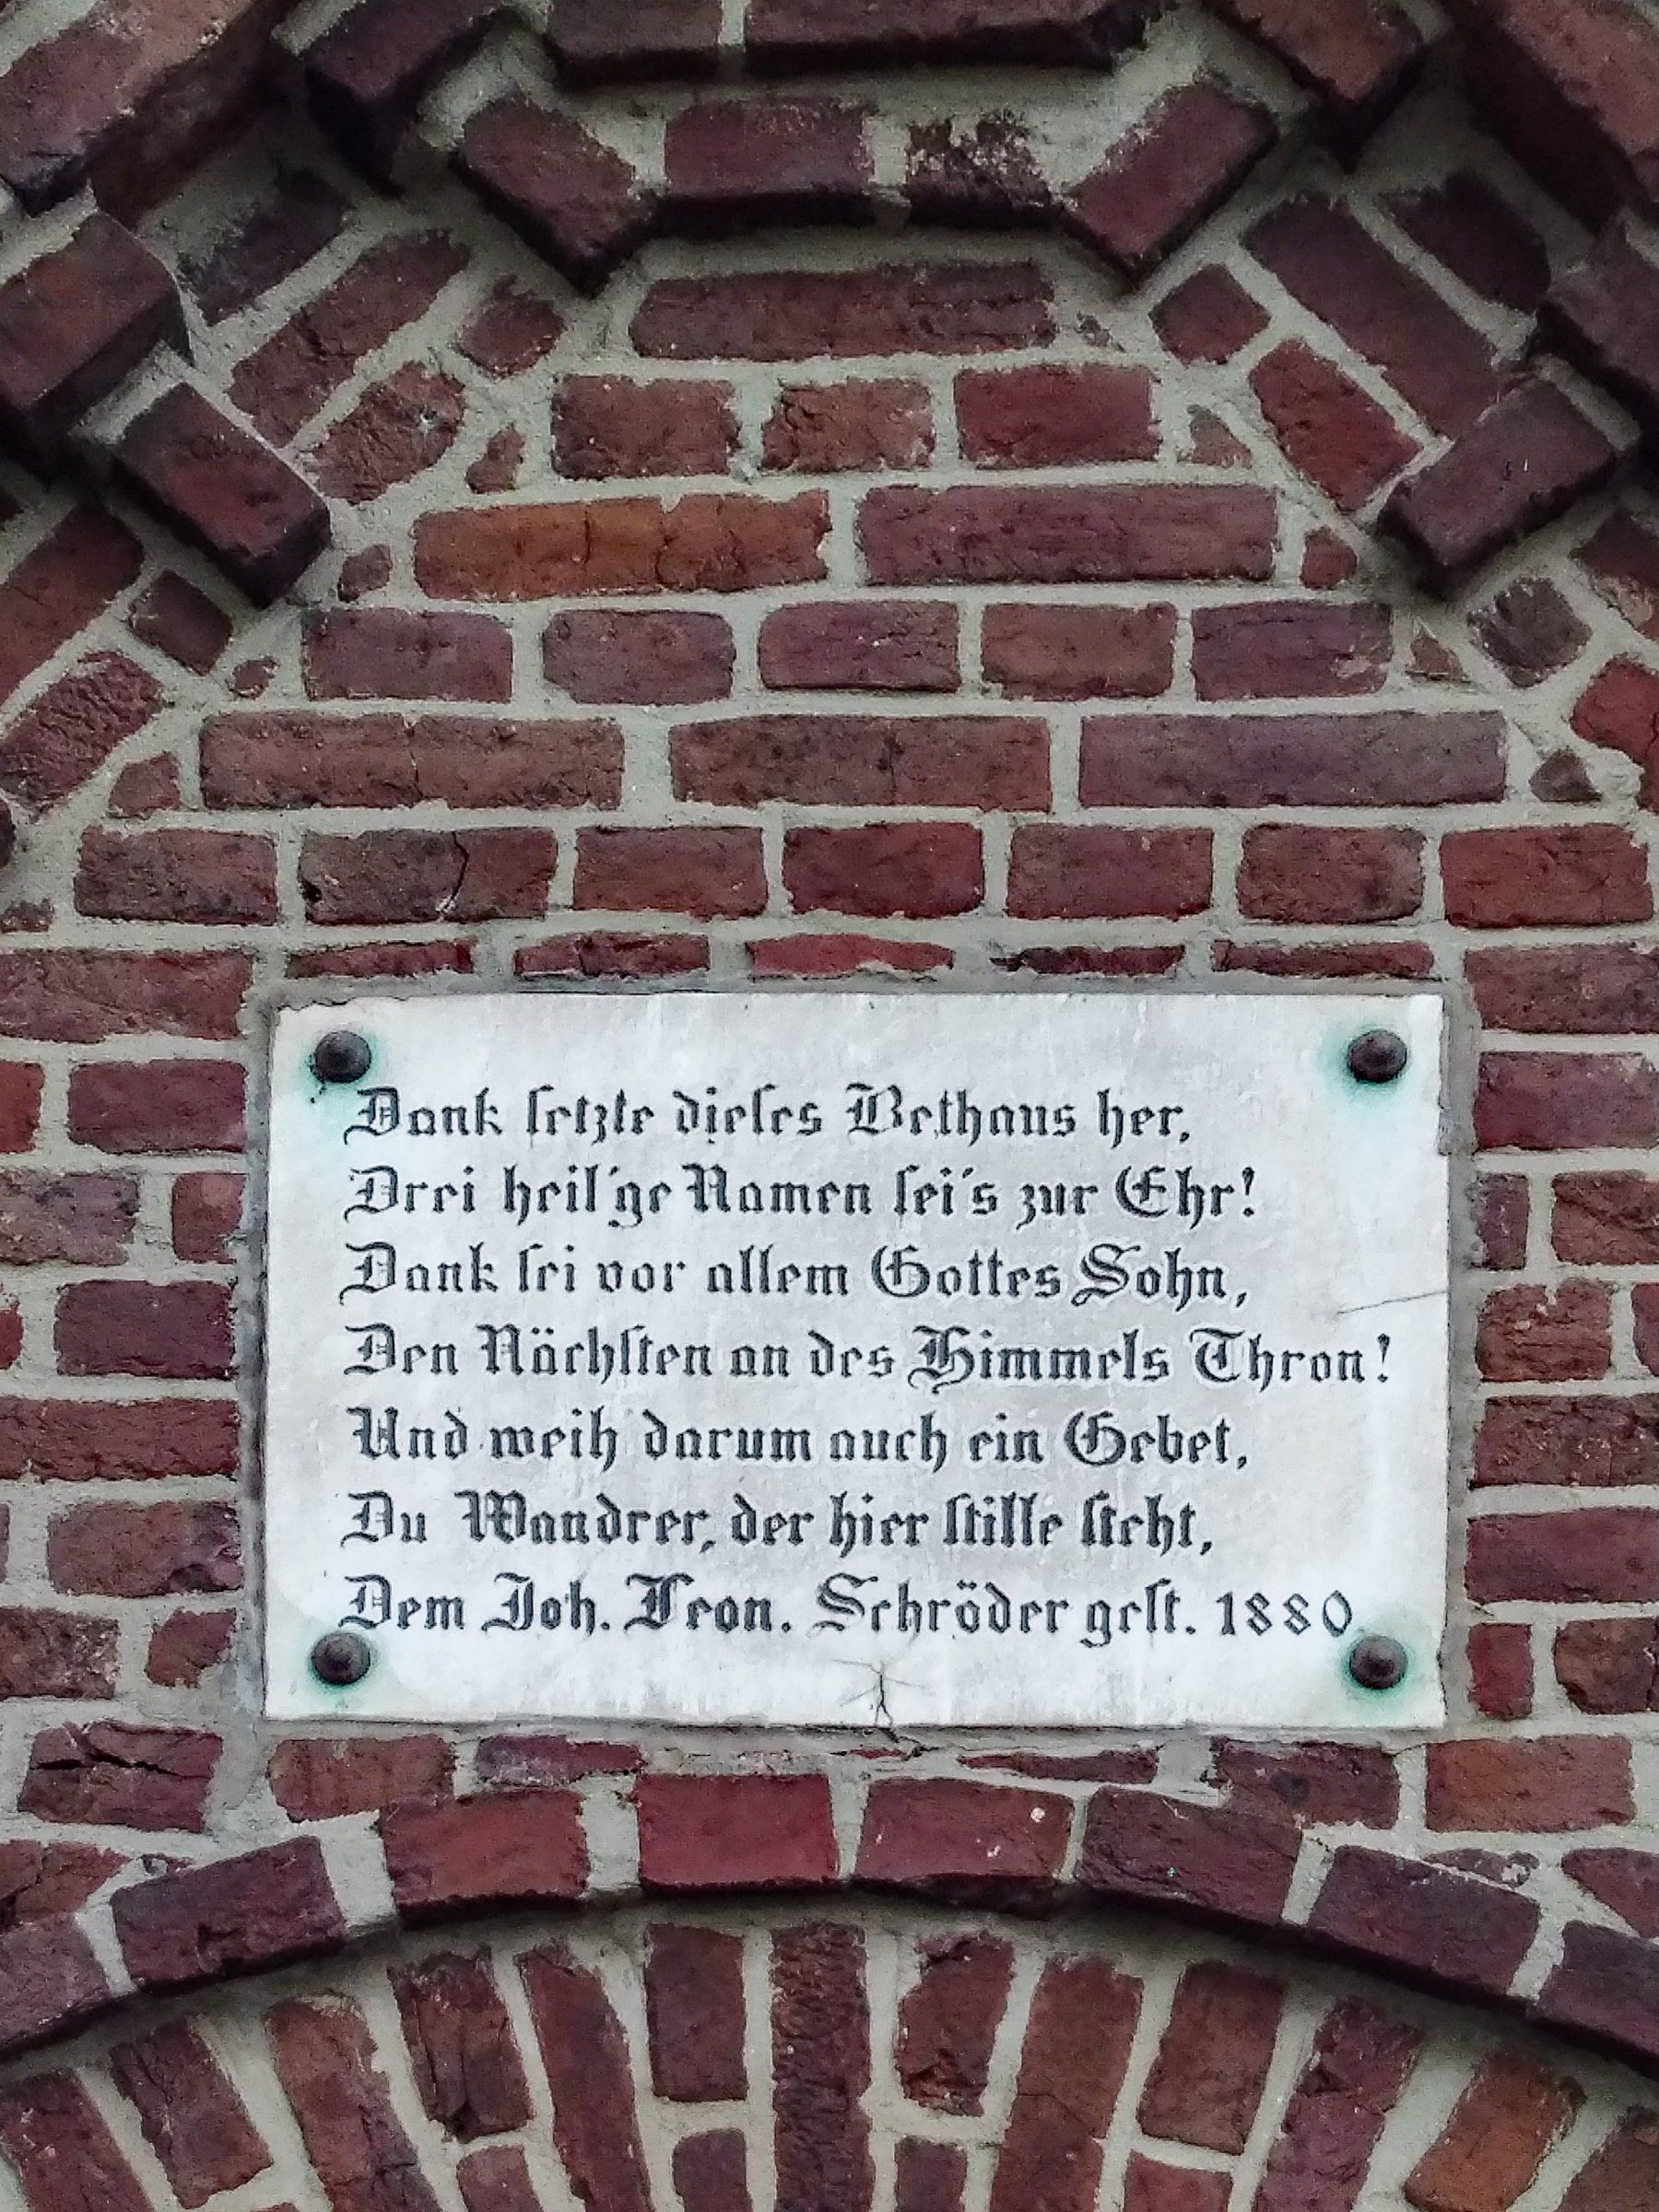 Dank ſetzte dieſes Bethaus her,
Drei heil'ge Namen ſei's zur Ehr!
Dank ſei vor allem Gottes Sohn,
Den Nächſten an des Himmels Thron!
Und weih darum auch ein Gebet,
Du Wandrer, der hier ſtille ſteht,
Dem Joh. Leon. Schröder geſt. 1880